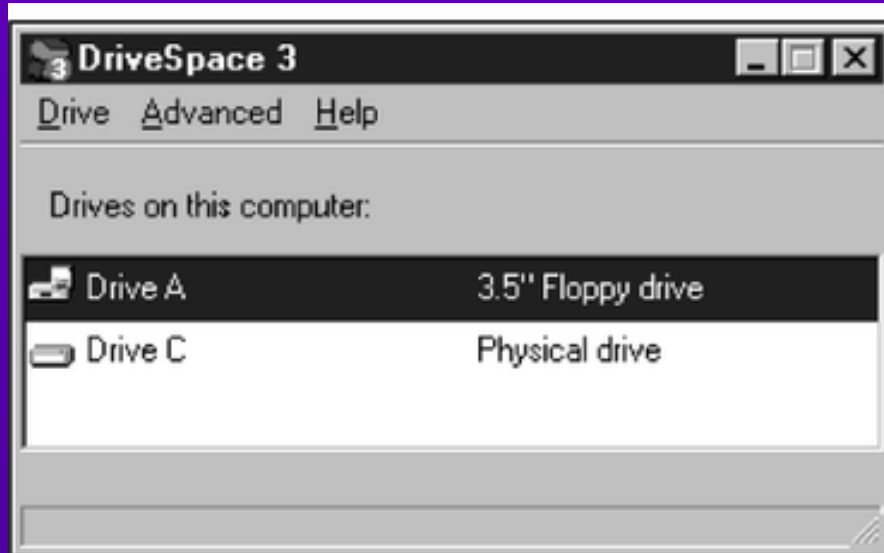 DriveSpace 3
Drive Advanced Help
Drives on this computer:
Drive A 3.5" Floppy drive
Drive C Physical drive